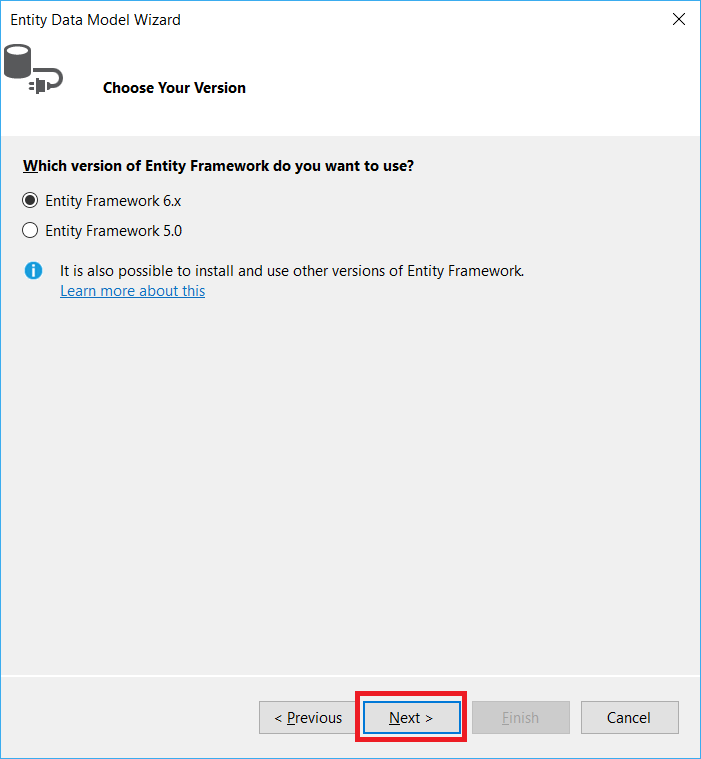 Entity Data Model Wizard
Choose Your Version
Which version of Entity Framework do you want to use?
Entity Framework 6.x
Entity Framework 5.0
It is also possible to install and use other versions of Entity Framework.
Learn more about this
< Previous
Next >
Finish
Cancel